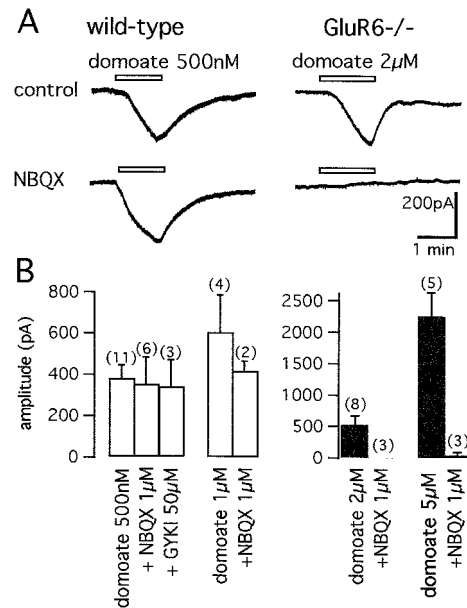 A
wild-type
GluR6-/-
domoate 500nM
domoate 2µM
control
NBQX
200pA
1 min
B
amplitude (pA)
800
600
400
200
0
(11)
(6)
(3)
(4)
(2)
domoate 500nM
+ NBQX 1µM
+ GYKI 50µM
domoate 1µM
+NBQX 1µM
2500
2000
1500
1000
500
0
(8)
(3)
(5)
(3)
domoate 2µM
+NBQX 1µM
domoate 5µM
+NBQX 1µM